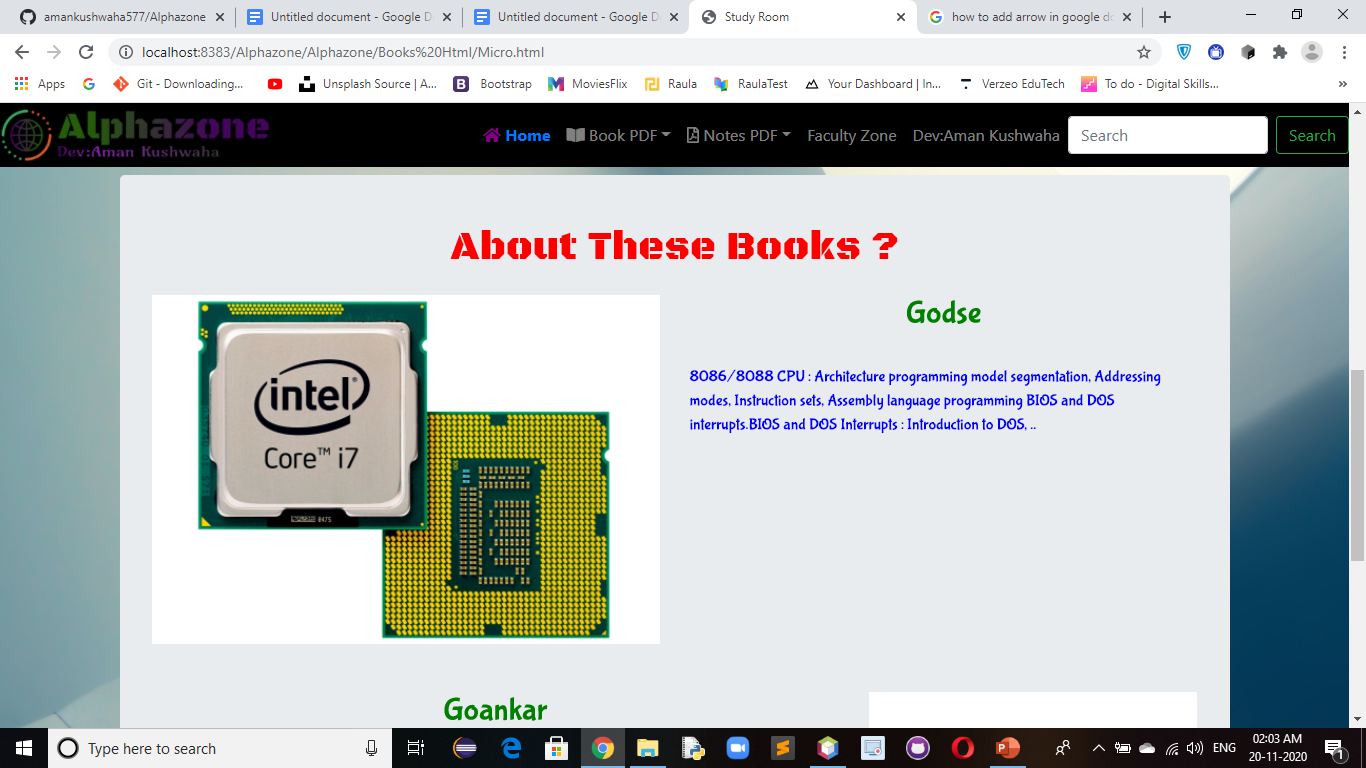 amankushwaha577/Alphazone
Untitled document - Google D
Untitled document - Google D
Study Room
how to add arrow in google do
localhost:8383/Alphazone/Alphazone/Books%20Html/Micro.html
Apps
Git - Downloading...
Unsplash Source | A...
Bootstrap
MoviesFlix
Raula
RaulaTest
Your Dashboard | In...
Verzeo EduTech
To do - Digital Skills...
»
Alphazone
Dev:Aman Kushwaha
Home
Book PDF
Notes PDF
Faculty Zone
Dev:Aman Kushwaha
Search
Search
About These Books ?
Godse
8086/8088 CPU : Architecture programming model segmentation, Addressing
modes, Instruction sets, Assembly language programming BIOS and DOS
interrupts.BIOS and DOS Interrupts : Introduction to DOS, ..
intel®
Core™ i7
Goankar
Type here to search
ENG
02:03 AM
20-11-2020
1